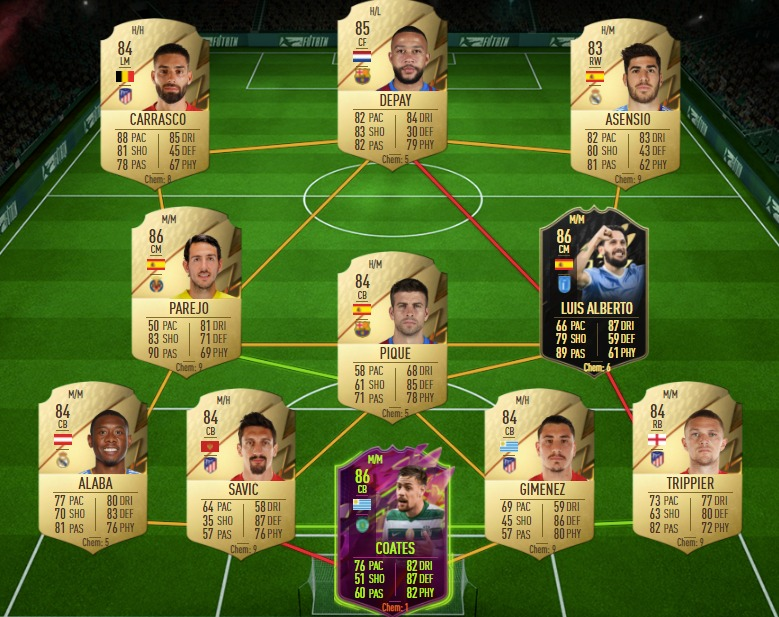 H/H
84
LM
CARRASCO
88 PAC 85 DRI
81 SHO 45 DEF
78 PAS 67 PHY
Chem: 8
H/L
85
CF
DEPAY
82 PAC 84 DRI
83 SHO 30 DEF
82 PAS 79 PHY
Chem: 5
H/M
83
RW
ASENSIO
82 PAC 83 DRI
80 SHO 43 DEF
81 PAS 62 PHY
Chem: 9
M/M
86
CM
PAREJO
50 PAC 81 DRI
83 SHO 71 DEF
90 PAS 69 PHY
Chem: 9
H/M
84
CB
PIQUE
58 PAC 68 DRI
61 SHO 85 DEF
71 PAS 78 PHY
Chem: 5
M/M
86
CM
LUIS ALBERTO
66 PAC 87 DRI
79 SHO 59 DEF
89 PAS 61 PHY
Chem: 6
M/M
84
CB
ALABA
77 PAC 80 DRI
70 SHO 83 DEF
81 PAS 76 PHY
Chem: 5
M/H
84
CB
SAVIC
64 PAC 58 DRI
35 SHO 87 DEF
57 PAS 76 PHY
Chem: 9
M/M
86
CB
COATES
76 PAC 82 DRI
51 SHO 87 DEF
60 PAS 82 PHY
Chem: 1
M/H
84
CB
GIMENEZ
69 PAC 59 DRI
45 SHO 86 DEF
57 PAS 80 PHY
Chem: 9
M/M
84
RB
TRIPPIER
73 PAC 77 DRI
63 SHO 80 DEF
82 PAS 72 PHY
Chem: 9